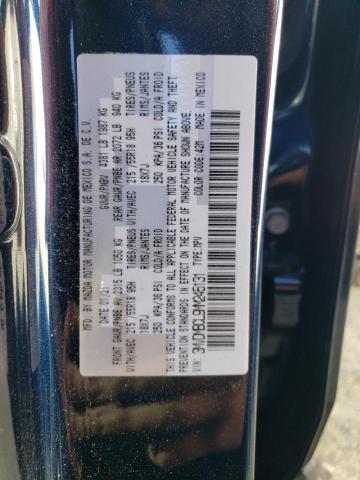 MFD. BY MAZDA MOTOR MANUFACTURING DE MEXICO S.A. DE C.V.
DATE 01/ GVWR/PNBV 4381 LB 1987 KG
FRONT GAWR/PNBE AV 2315 LB 1050 KG REAR GAWR/PNBE AR 2072 LB 940 KG
WITH/AVEC 215/55R18 95H TIRES/PNEUS WITH/AVEC 215/55R18 95H TIRES/PNEUS
18X7J RIMS/JANTES 18X7J RIMS/JANTES
250 KPA/36 PSI COLD/A FROID 250 KPA/36 PSI COLD/A FROID
THIS VEHICLE CONFORMS TO ALL APPLICABLE FEDERAL MOTOR VEHICLE SAFETY AND THEFT
PREVENTION STANDARDS IN EFFECT ON THE DATE OF MANUFACTURE SHOWN ABOVE.
VIN: TYPE: MPV
COLOR CODE: 42M MADE IN MEXICO